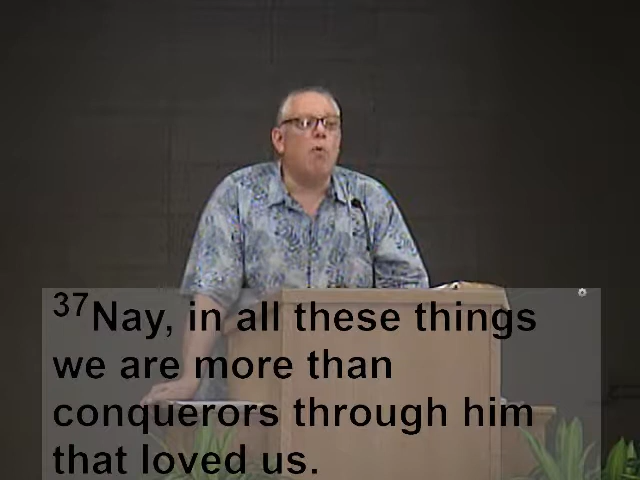 37Nay, in all these things
we are more than
conquerors through him
that loved us.